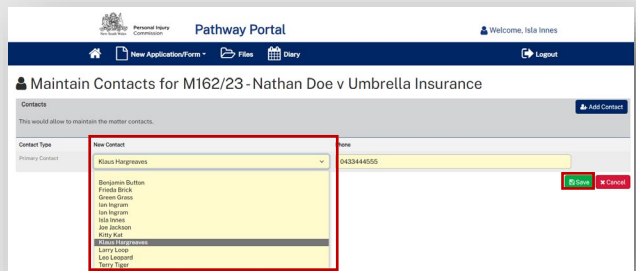 New South Wales
Personal Injury
Commission
Pathway Portal
Welcome, Isla Innes
New Application/Form
Files
Diary
Logout
Maintain Contacts for M162/23 - Nathan Doe v Umbrella Insurance
Contacts
Add Contact
This would allow to maintain the matter contacts.
Contact Type
New Contact
Phone
Primary Contact
Klaus Hargreaves
0433444555
Save
Cancel
Benjamin Button
Frieda Brick
Green Grass
Ian Ingram
Ian Ingram
Isla Innes
Joe Jackson
Kitty Kat
Klaus Hargreaves
Larry Loop
Leo Leopard
Terry Tiger